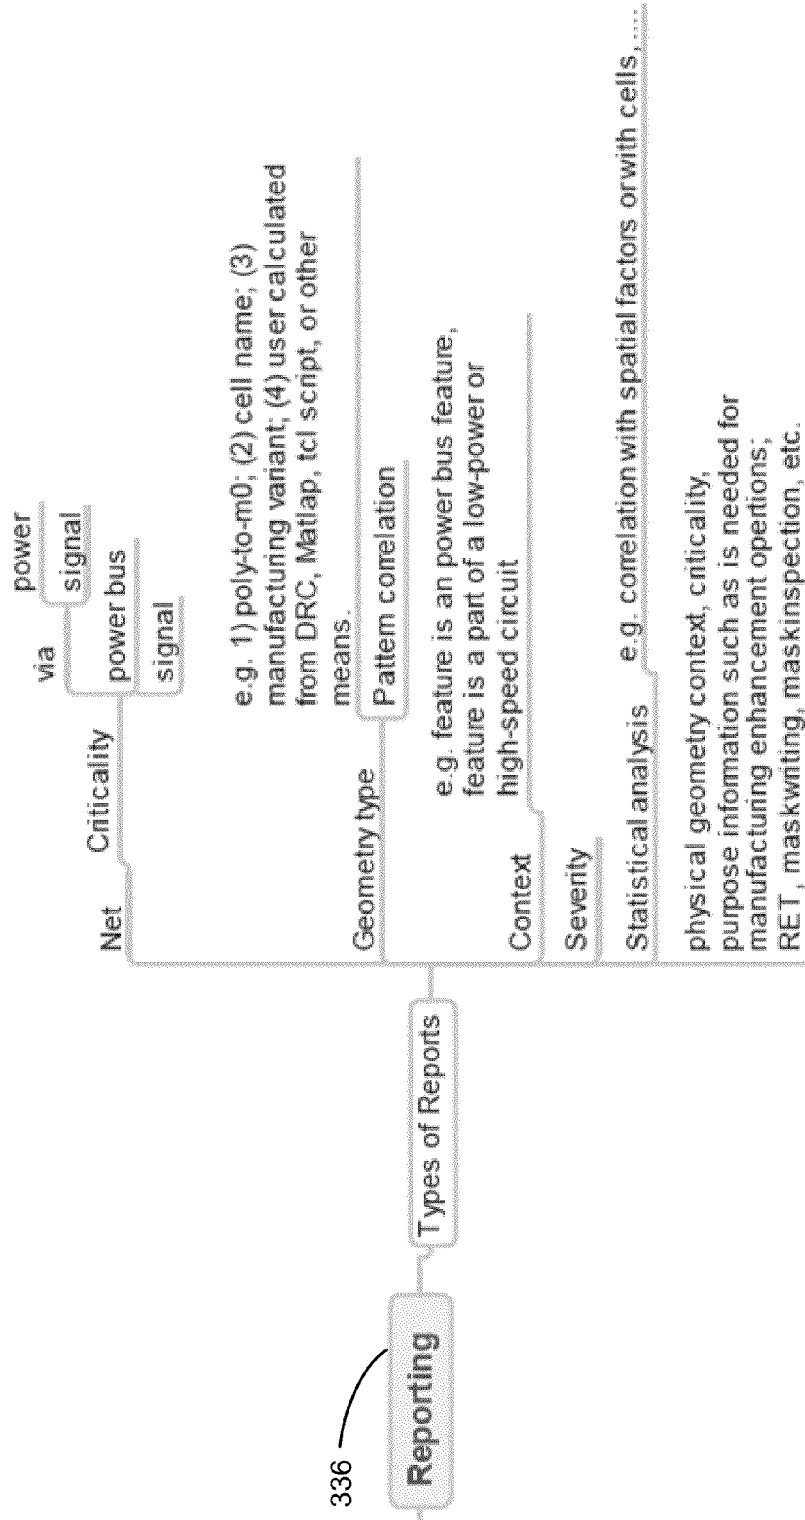 336
Reporting
Types of Reports
Net
Criticality
via
power
signal
power bus
signal
Geometry type
e.g. 1) poly-to-m0; (2) cell name; (3)
manufacturing variant; (4) user calculated
from DRC, Matlap, tcl script, or other
means.
Pattern correlation
Context
e.g. feature is an power bus feature,
feature is a part of a low-power or
high-speed circuit
Severity
Statistical analysis
e.g. correlation with spatial factors or with cells, ....
physical geometry context, criticality,
purpose information such as is needed for
manufacturing enhancement opertions;
RET, maskwriting, maskinspection, etc.